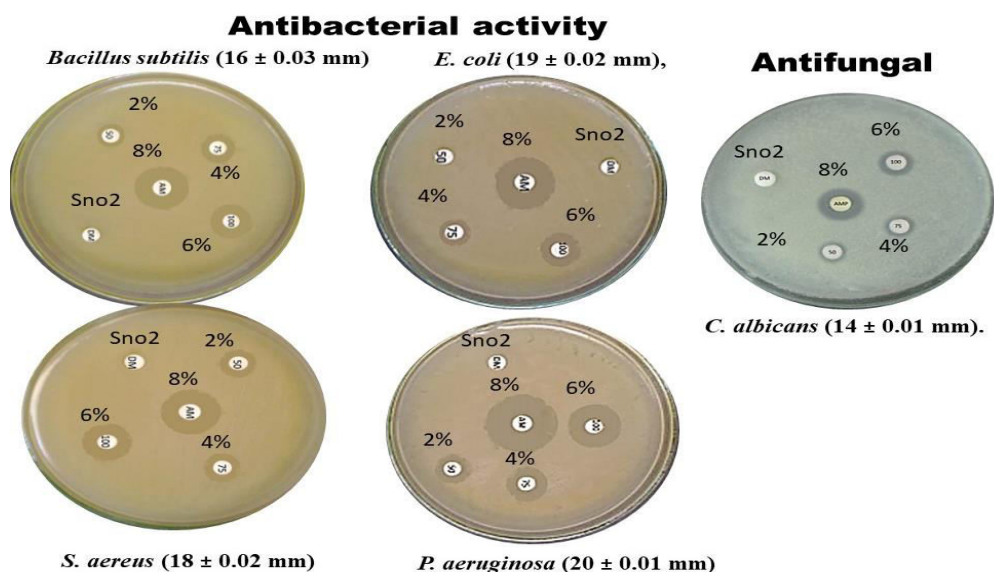 Antibacterial activity
Bacillus subtilis (16 ± 0.03 mm)
E. coli (19 ± 0.02 mm),
Antifungal
2%
50
8%
75
4%
AM
Sno2
DM
100
6%
2%
50
8%
Sno2
DM
AM
4%
75
6%
100
6%
100
Sno2
DM
8%
AMP
2%
50
75
4%
C. albicans (14 ± 0.01 mm).
Sno2
DM
2%
50
8%
AM
6%
100
4%
75
Sno2
DM
8%
6%
AM
100
2%
50
4%
75
S. aereus (18 ± 0.02 mm)
P. aeruginosa (20 ± 0.01 mm)